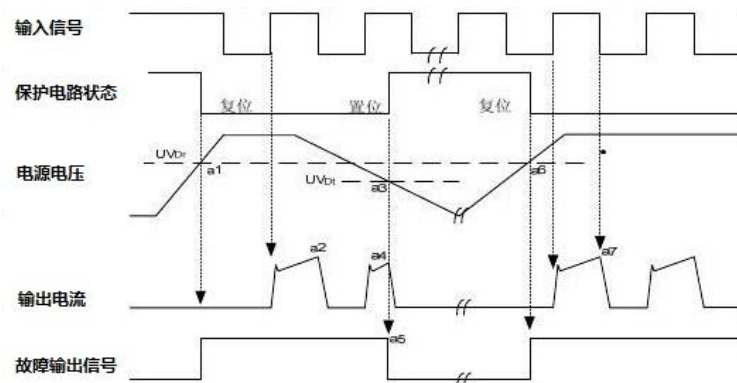 输入信号
保护电路状态
复位
置位
复位
电源电压
UVDr
a1
a6
UVDt
a3
输出电流
a2
a4
a7
故障输出信号
a5